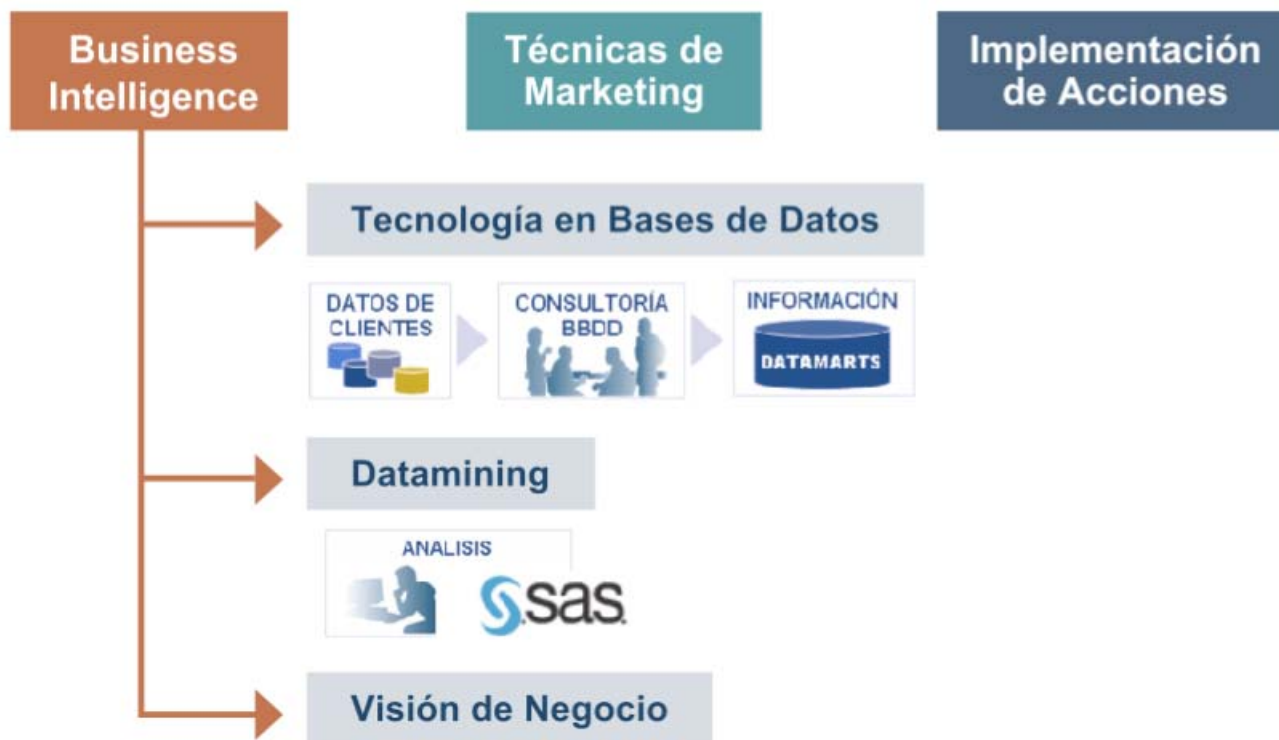 Business
Intelligence
Técnicas de
Marketing
Implementación
de Acciones
Tecnología en Bases de Datos
DATOS DE
CLIENTES
CONSULTORÍA
BBDD
INFORMACIÓN
DATAMARTS
Datamining
ANALISIS
sas
Visión de Negocio